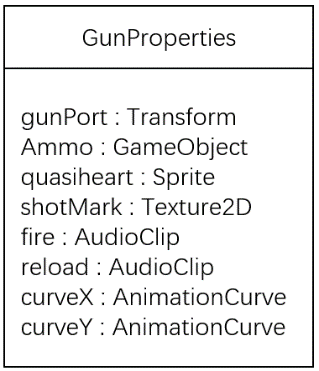 GunProperties
gunPort : Transform
Ammo : GameObject
quasiheart : Sprite
shotMark : Texture2D
fire : AudioClip
reload : AudioClip
curveX : AnimationCurve
curveY : AnimationCurve